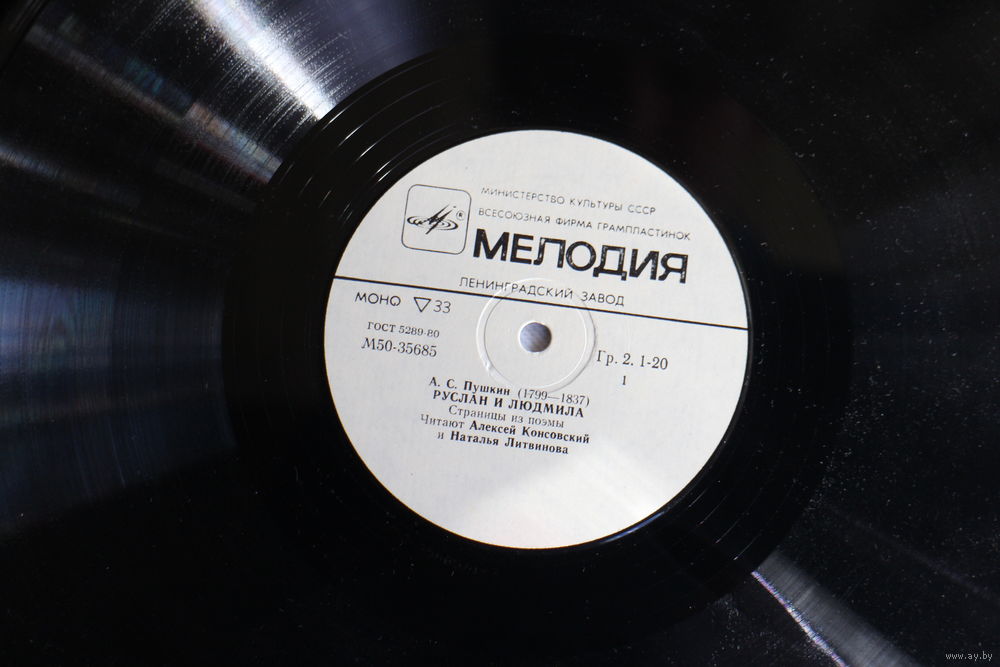 МИНИСТЕРСТВО КУЛЬТУРЫ СССР
ВСЕСОЮЗНАЯ ФИРМА ГРАМПЛАСТИНОК
®
МЕЛОДИЯ
ЛЕНИНГРАДСКИЙ ЗАВОД
МОНО 33
ГОСТ 5289-80
М50-35685
Гр. 2. 1-20
1
А. С. Пушкин (1799—1837)
РУСЛАН И ЛЮДМИЛА
Страницы из поэмы
Читают Алексей Консовский
и Наталья Литвинова
www.ay.by